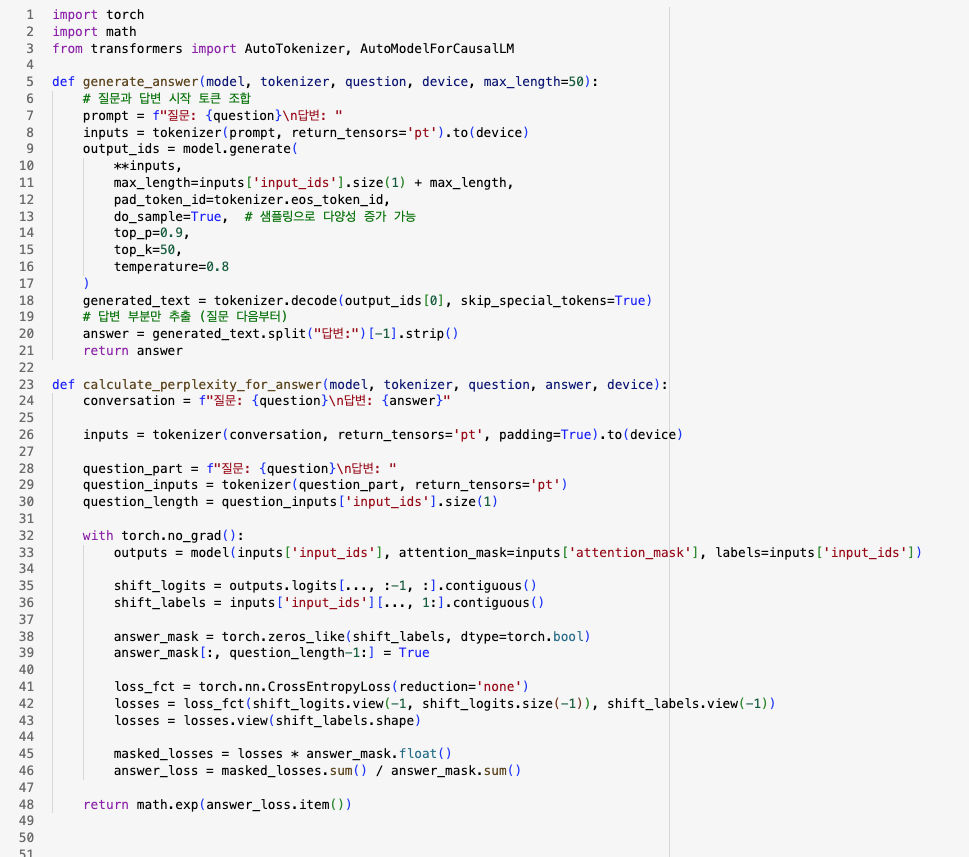 1 import torch
2 import math
3 from transformers import AutoTokenizer, AutoModelForCausalLM
4
5 def generate_answer(model, tokenizer, question, device, max_length=50):
6     # 질문과 답변 시작 토큰 조합
7     prompt = f"질문: {question}\n답변: "
8     inputs = tokenizer(prompt, return_tensors='pt').to(device)
9     output_ids = model.generate(
10         **inputs,
11         max_length=inputs['input_ids'].size(1) + max_length,
12         pad_token_id=tokenizer.eos_token_id,
13         do_sample=True,  # 샘플링으로 다양성 증가 가능
14         top_p=0.9,
15         top_k=50,
16         temperature=0.8
17     )
18     generated_text = tokenizer.decode(output_ids[0], skip_special_tokens=True)
19     # 답변 부분만 추출 (질문 다음부터)
20     answer = generated_text.split("답변:")[-1].strip()
21     return answer
22
23 def calculate_perplexity_for_answer(model, tokenizer, question, answer, device):
24     conversation = f"질문: {question}\n답변: {answer}"
25
26     inputs = tokenizer(conversation, return_tensors='pt', padding=True).to(device)
27
28     question_part = f"질문: {question}\n답변: "
29     question_inputs = tokenizer(question_part, return_tensors='pt')
30     question_length = question_inputs['input_ids'].size(1)
31
32     with torch.no_grad():
33         outputs = model(inputs['input_ids'], attention_mask=inputs['attention_mask'], labels=inputs['input_ids'])
34
35         shift_logits = outputs.logits[..., :-1, :].contiguous()
36         shift_labels = inputs['input_ids'][..., 1:].contiguous()
37
38         answer_mask = torch.zeros_like(shift_labels, dtype=torch.bool)
39         answer_mask[:, question_length-1:] = True
40
41         loss_fct = torch.nn.CrossEntropyLoss(reduction='none')
42         losses = loss_fct(shift_logits.view(-1, shift_logits.size(-1)), shift_labels.view(-1))
43         losses = losses.view(shift_labels.shape)
44
45         masked_losses = losses * answer_mask.float()
46         answer_loss = masked_losses.sum() / answer_mask.sum()
47
48     return math.exp(answer_loss.item())
49
50
51